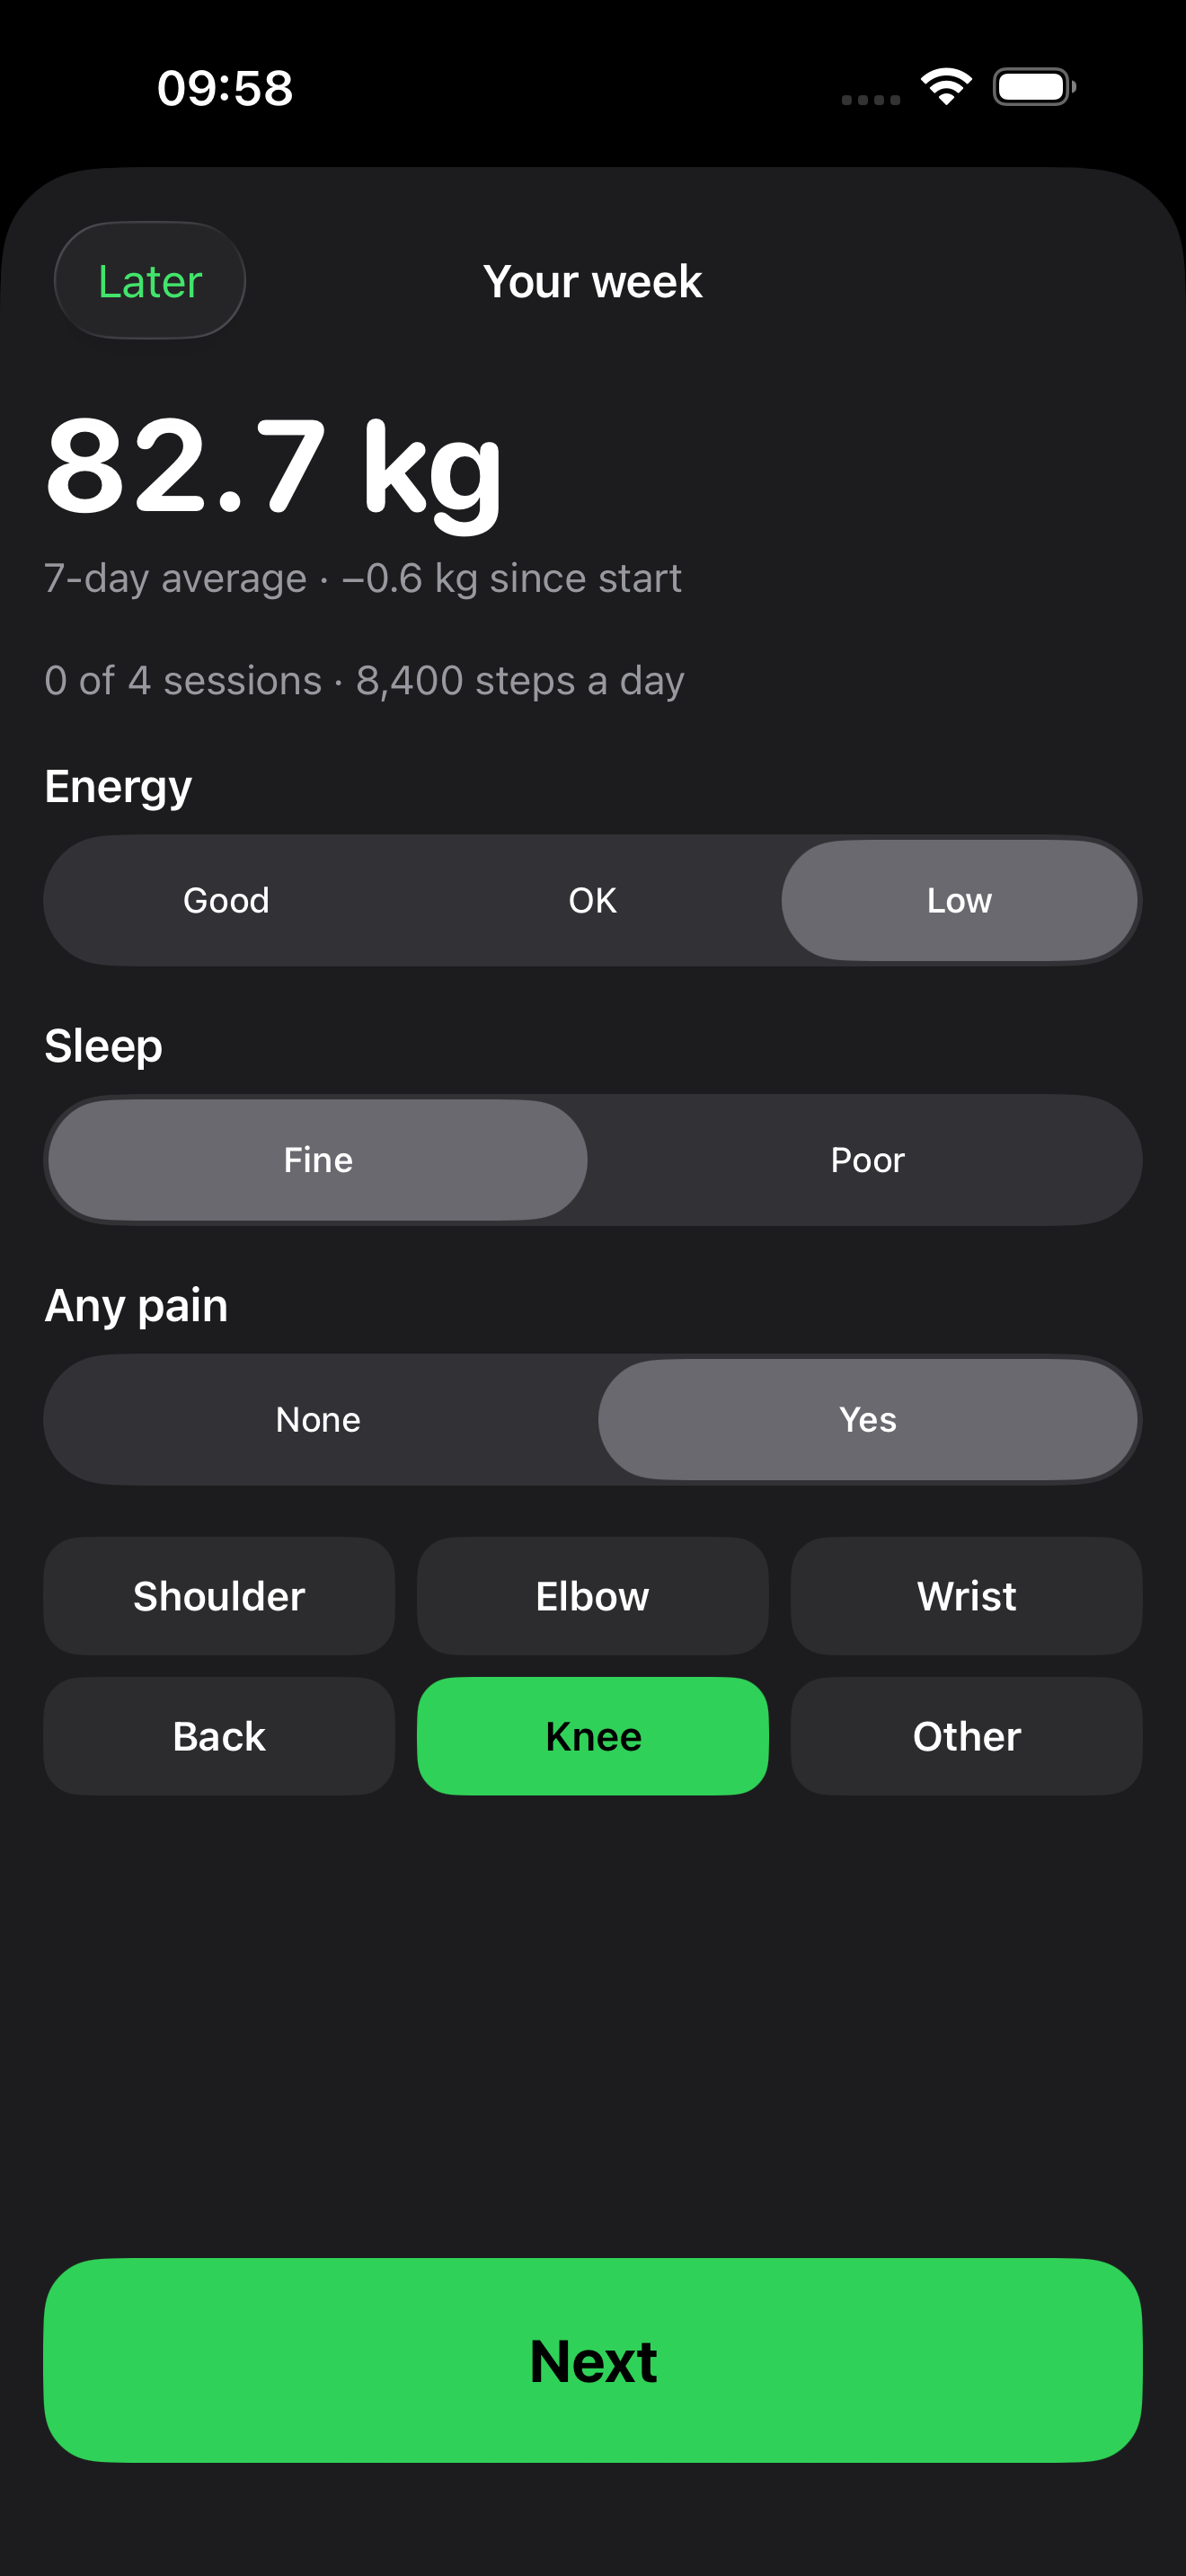 09:58
Later
Your week
82.7 kg
7-day average · −0.6 kg since start
0 of 4 sessions · 8,400 steps a day
Energy
Good OK Low
Sleep
Fine Poor
Any pain
None Yes
Shoulder Elbow Wrist
Back Knee Other
Next